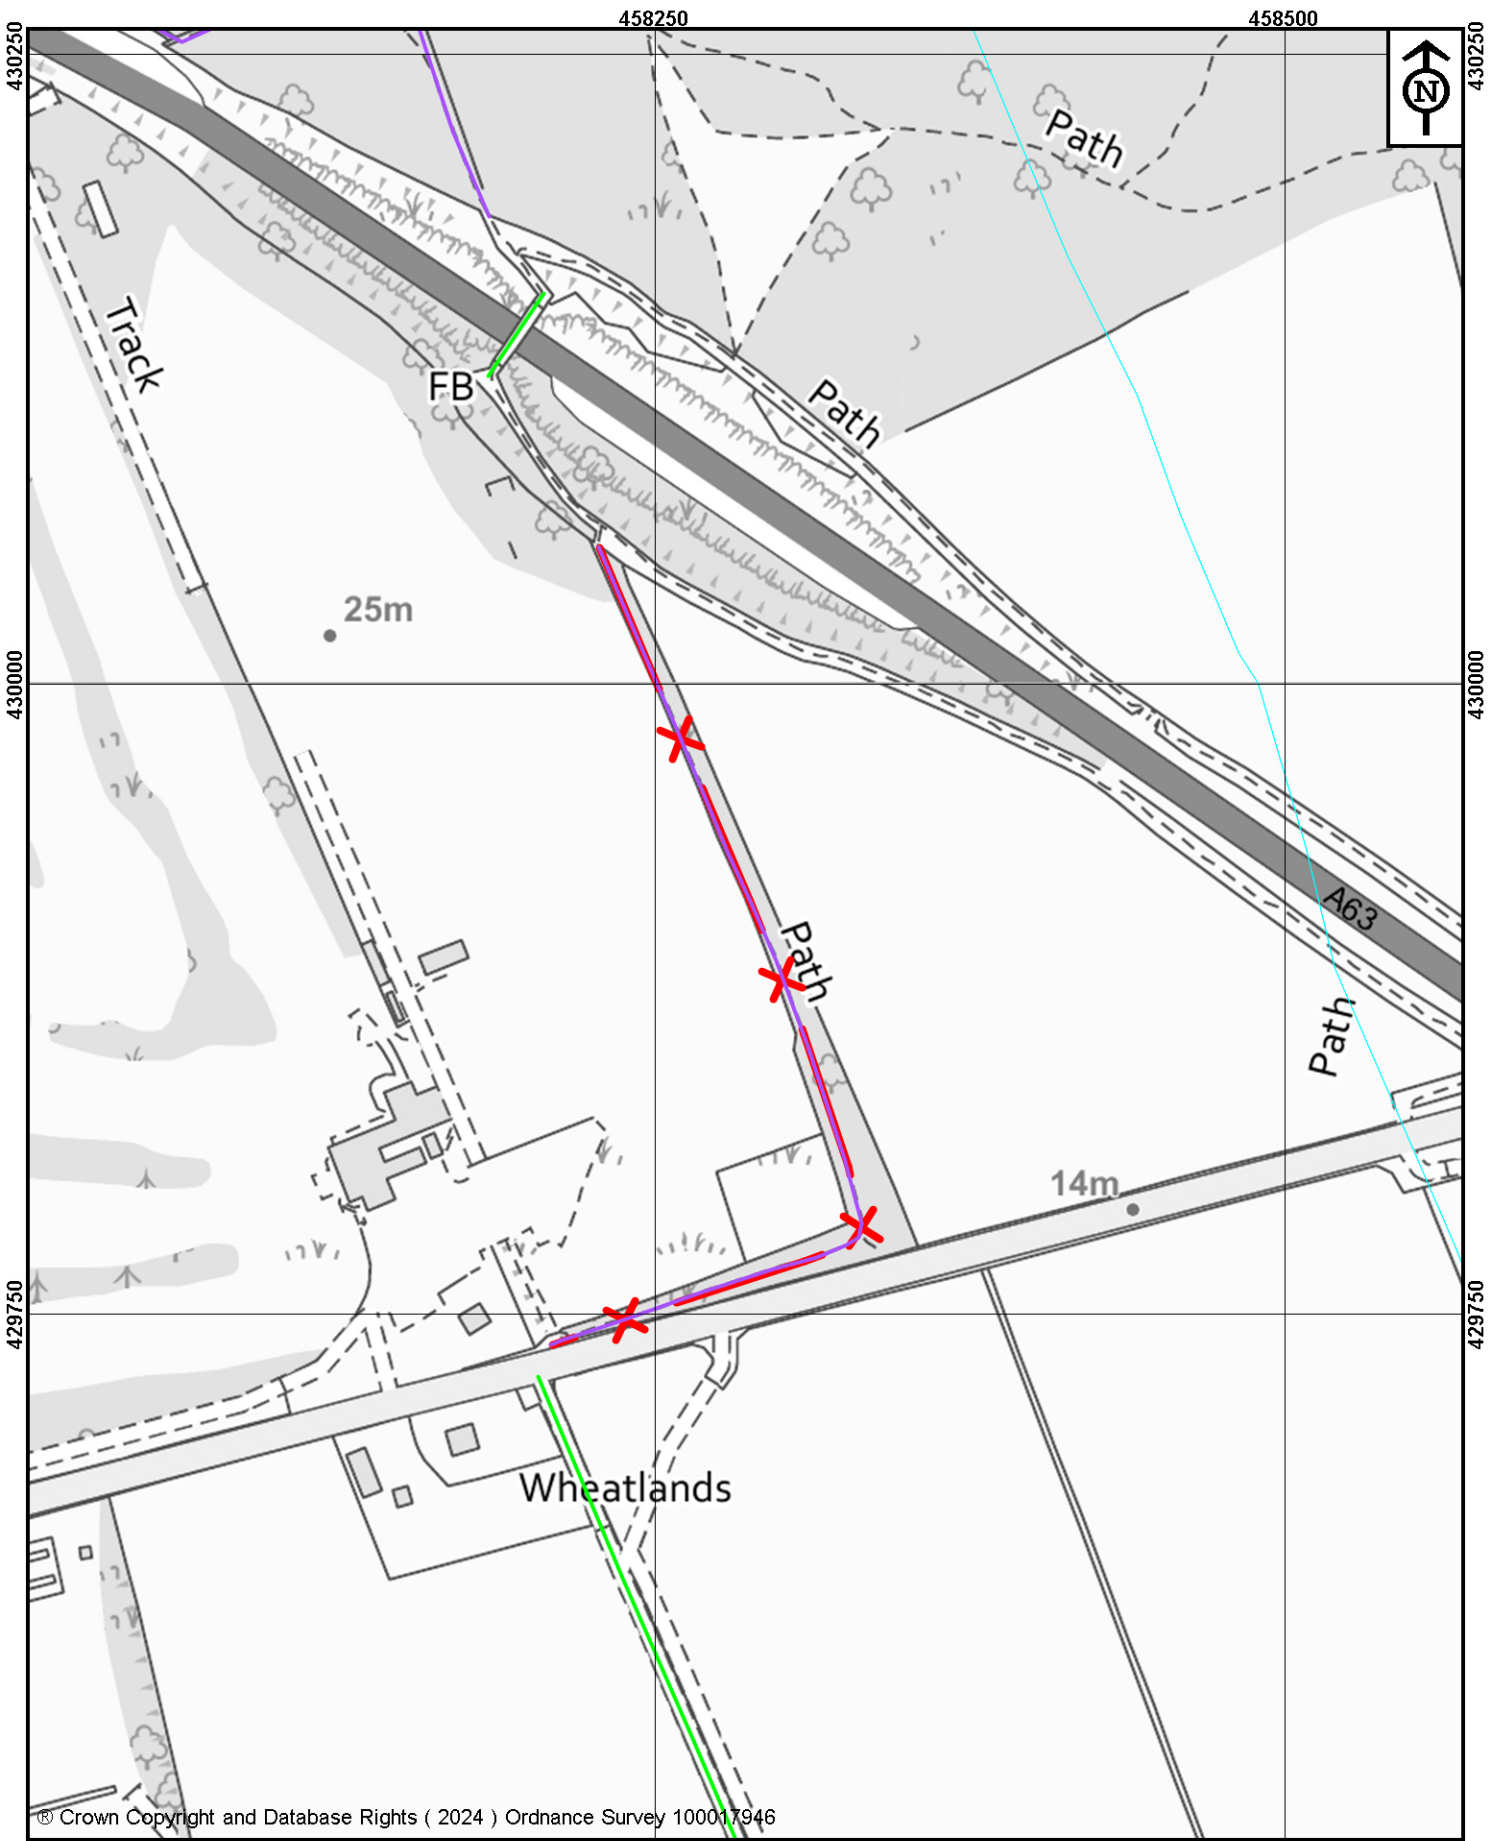 458250
458500
430250
430250
N
Path
Track
FB
Path
25m
430000
430000
A63
Path
Path
14m
429750
429750
Wheatlands
® Crown Copyright and Database Rights ( 2024 ) Ordnance Survey 100017946